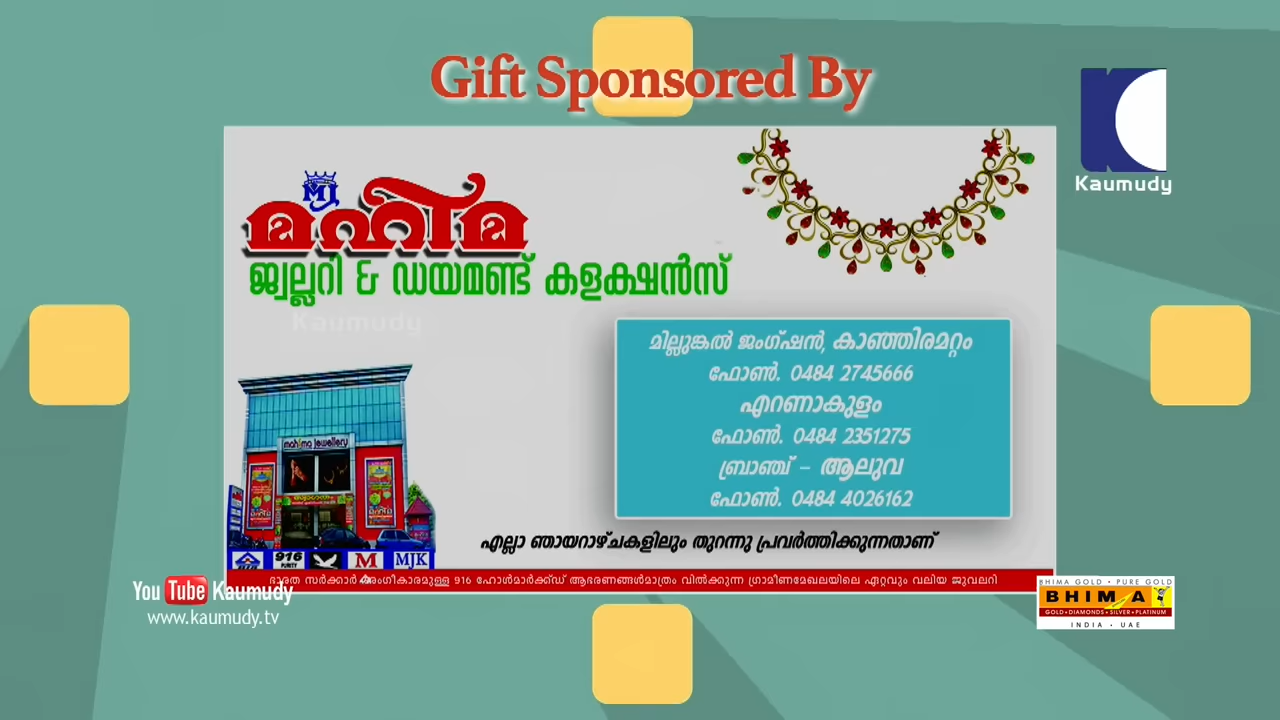 Gift Sponsored By
Kaumudy
MJ
മഹിമ
ജ്വല്ലറി & ഡയമണ്ട് കളക്ഷൻസ്
Kaumudy
മില്ലുങ്കൽ ജംഗ്ഷൻ, കാഞ്ഞിരമറ്റം
ഫോൺ. 0484 2745666
എറണാകുളം
ഫോൺ. 0484 2351275
ബ്രാഞ്ച് – ആലുവ
ഫോൺ. 0484 4026162
mahima jewellery
എല്ലാ ഞായറാഴ്ചകളിലും തുറന്നു പ്രവർത്തിക്കുന്നതാണ്
916
PURITY
M
MJK
ഭാരത സർക്കാർ അംഗീകാരമുള്ള 916 ഹോൾമാർക്ക്ഡ് ആഭരണങ്ങൾമാത്രം വിൽക്കുന്ന ഗ്രാമീണമേഖലയിലെ ഏറ്റവും വലിയ ജുവലറി
You Tube Kaumudy
www.kaumudy.tv
BHIMA GOLD • PURE GOLD
BHIMA
GOLD • DIAMONDS • SILVER • PLATINUM
INDIA • UAE